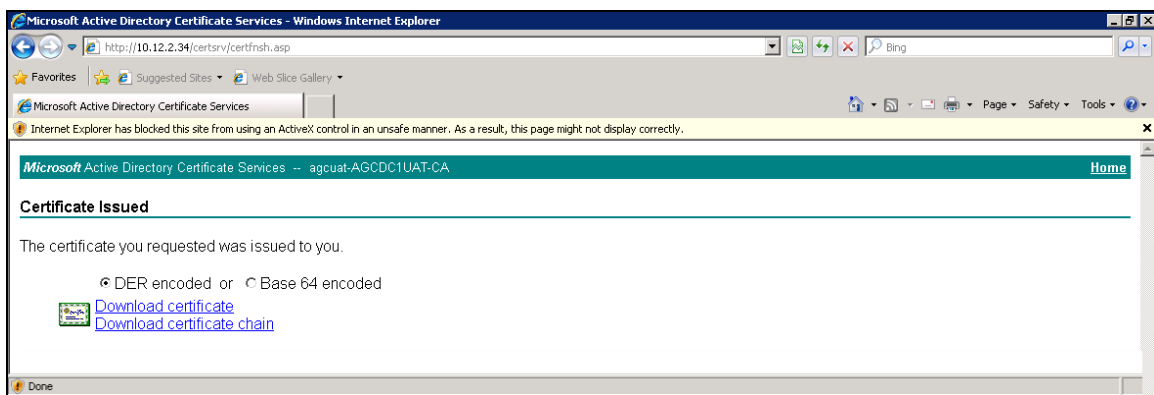 Microsoft Active Directory Certificate Services - Windows Internet Explorer
http://10.12.2.34/certsrv/certfnsh.asp
Bing
Favorites Suggested Sites Web Slice Gallery
Microsoft Active Directory Certificate Services
Page Safety Tools
Internet Explorer has blocked this site from using an ActiveX control in an unsafe manner. As a result, this page might not display correctly.
Microsoft Active Directory Certificate Services -- agcuat-AGCDC1UAT-CA Home
Certificate Issued
The certificate you requested was issued to you.
DER encoded or Base 64 encoded
Download certificate
Download certificate chain
Done